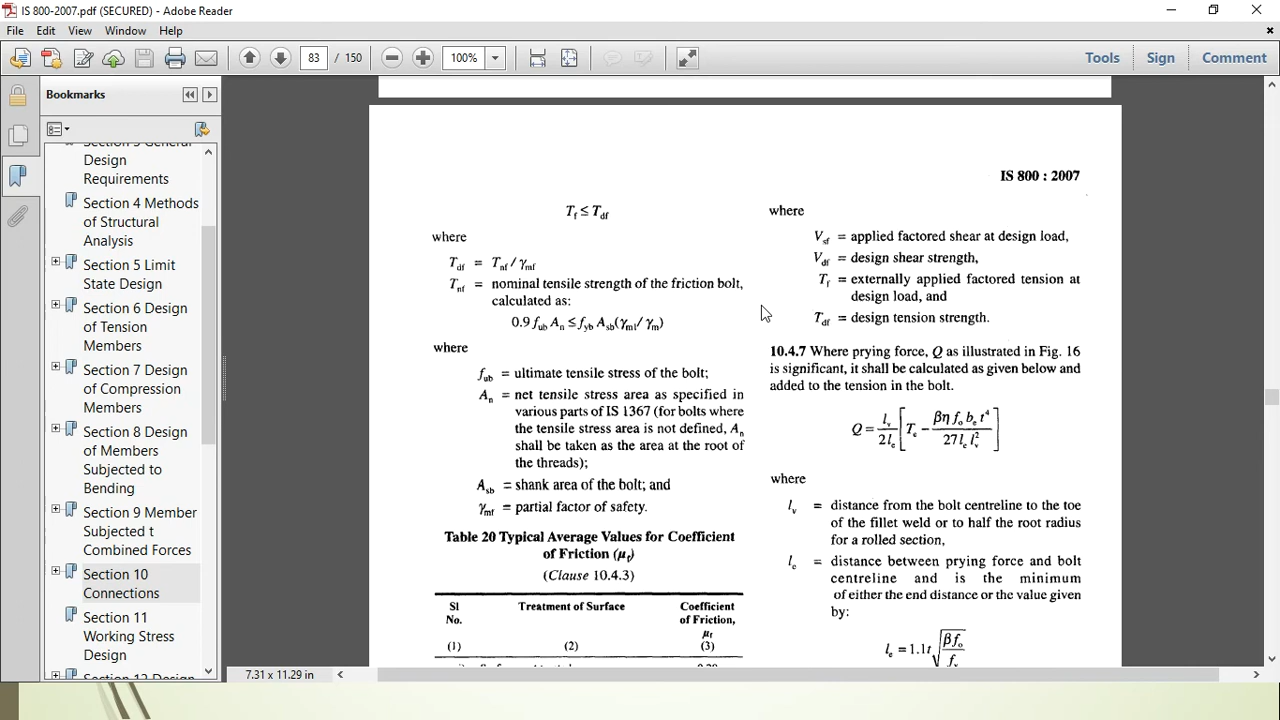 IS 800-2007.pdf (SECURED) - Adobe Reader
File Edit View Window Help
83 / 150 100% Tools Sign Comment
Bookmarks
Design
Requirements
Section 4 Methods
of Structural
Analysis
Section 5 Limit
State Design
Section 6 Design
of Tension
Members
Section 7 Design
of Compression
Members
Section 8 Design
of Members
Subjected to
Bending
Section 9 Member
Subjected t
Combined Forces
Section 10
Connections
Section 11
Working Stress
Design
IS 800 : 2007
T_f ≤ T_df
where
T_df = T_nf / γ_mf
T_nf = nominal tensile strength of the friction bolt,
calculated as:
0.9 f_ub A_n ≤ f_yb A_sb(γ_ml / γ_m)
where
f_ub = ultimate tensile stress of the bolt;
A_n = net tensile stress area as specified in
various parts of IS 1367 (for bolts where
the tensile stress area is not defined, A_n
shall be taken as the area at the root of
the threads);
A_sb = shank area of the bolt; and
γ_mf = partial factor of safety.
Table 20 Typical Average Values for Coefficient
of Friction (μ_f)
(Clause 10.4.3)
Sl Treatment of Surface Coefficient
No. of Friction,
μ_f
(1) (2) (3)
where
V_sf = applied factored shear at design load,
V_df = design shear strength,
T_f = externally applied factored tension at
design load, and
T_df = design tension strength.
10.4.7 Where prying force, Q as illustrated in Fig. 16
is significant, it shall be calculated as given below and
added to the tension in the bolt.
Q = l_v / 2l_e [ T_e − βη f_o b_e t⁴ / 27 l_e l_v² ]
where
l_v = distance from the bolt centreline to the toe
of the fillet weld or to half the root radius
for a rolled section,
l_e = distance between prying force and bolt
centreline and is the minimum
of either the end distance or the value given
by:
l_e = 1.1t √ βf_o / f_y
7.31 x 11.29 in